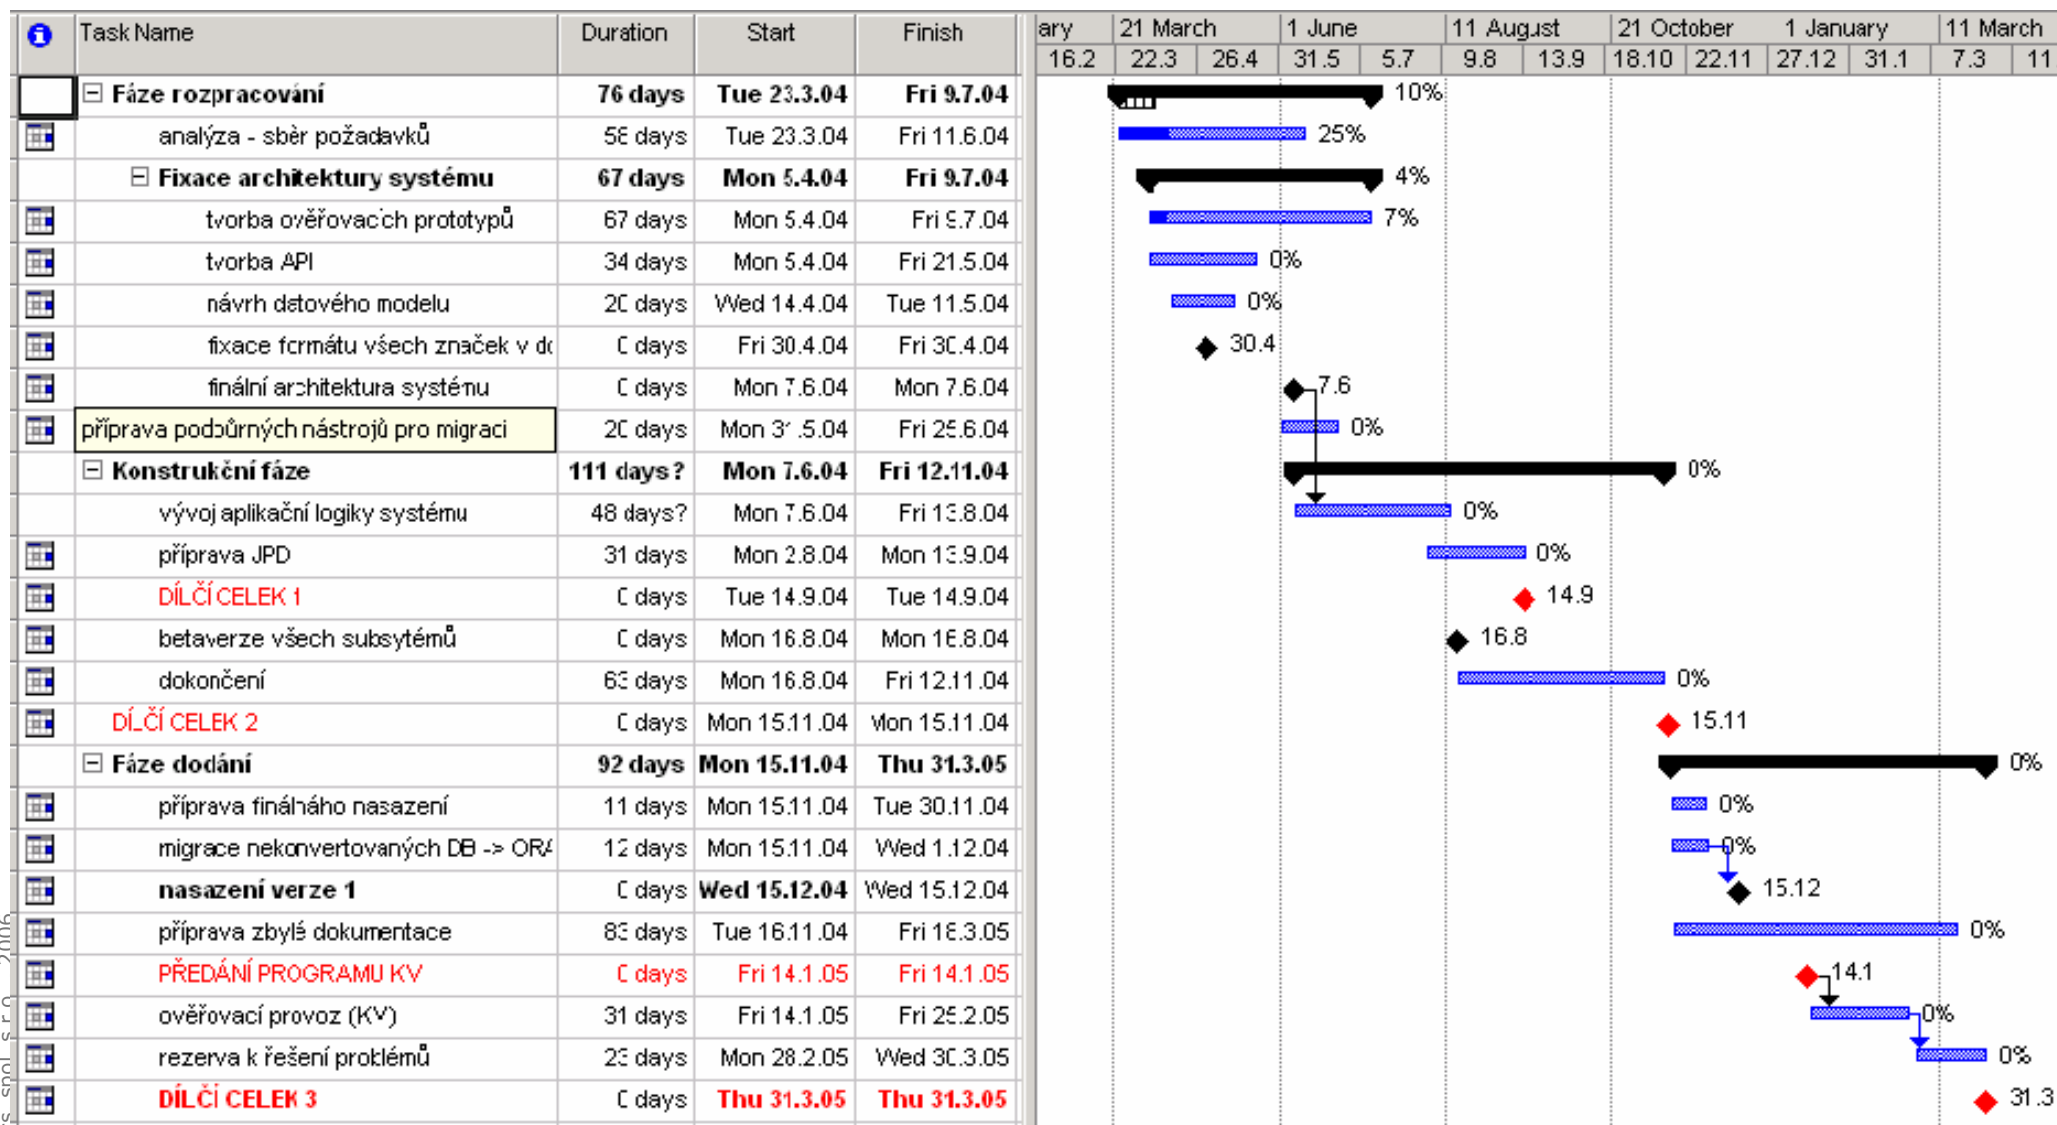 Task Name Duration Start Finish ary 21 March 1 June 11 August 21 October 1 January 11 March
16.2 22.3 26.4 31.5 5.7 9.8 13.9 18.10 22.11 27.12 31.1 7.3 11
Fáze rozpracování 76 days Tue 23.3.04 Fri 9.7.04 10%
analýza - sběr požadavků 58 days Tue 23.3.04 Fri 11.6.04 25%
Fixace architektury systému 67 days Mon 5.4.04 Fri 9.7.04 4%
tvorba ověřovacích prototypů 67 days Mon 5.4.04 Fri 9.7.04 7%
tvorba API 34 days Mon 5.4.04 Fri 21.5.04 0%
návrh datového modelu 20 days Wed 14.4.04 Tue 11.5.04 0%
fixace formátu všech značek v do 0 days Fri 30.4.04 Fri 30.4.04 30.4
finální architektura systému 0 days Mon 7.6.04 Mon 7.6.04 7.6
příprava podpůrných nástrojů pro migraci 20 days Mon 31.5.04 Fri 25.6.04 0%
Konstrukční fáze 111 days? Mon 7.6.04 Fri 12.11.04 0%
vývoj aplikační logiky systému 48 days? Mon 7.6.04 Fri 13.8.04 0%
příprava JPD 31 days Mon 2.8.04 Mon 13.9.04 0%
DÍLČÍ CELEK 1 0 days Tue 14.9.04 Tue 14.9.04 14.9
betaverze všech subsytémů 0 days Mon 16.8.04 Mon 16.8.04 16.8
dokončení 63 days Mon 16.8.04 Fri 12.11.04 0%
DÍLČÍ CELEK 2 0 days Mon 15.11.04 Mon 15.11.04 15.11
Fáze dodání 92 days Mon 15.11.04 Thu 31.3.05 0%
příprava finálního nasazení 11 days Mon 15.11.04 Tue 30.11.04 0%
migrace nekonvertovaných DB -> ORA 12 days Mon 15.11.04 Wed 1.12.04 0%
nasazení verze 1 0 days Wed 15.12.04 Wed 15.12.04 15.12
příprava zbylé dokumentace 83 days Tue 16.11.04 Fri 18.3.05 0%
PŘEDÁNÍ PROGRAMU KV 0 days Fri 14.1.05 Fri 14.1.05 14.1
ověřovací provoz (KV) 31 days Fri 14.1.05 Fri 25.2.05 0%
rezerva k řešení problémů 23 days Mon 28.2.05 Wed 30.3.05 0%
DÍLČÍ CELEK 3 0 days Thu 31.3.05 Thu 31.3.05 31.3
spol. s r.o. 2006